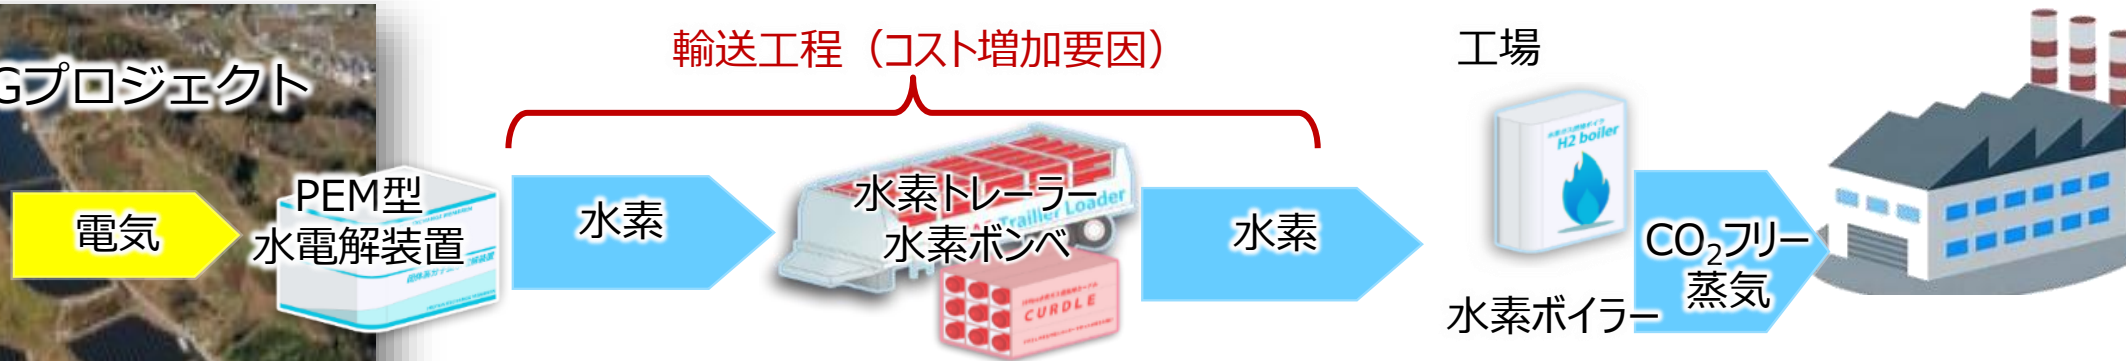 Gプロジェクト
輸送工程（コスト増加要因）
工場
電気
PEM型
水電解装置
水素
水素トレーラー
Trailler Loader
水素ボンベ
CURDLE
水素
H2 boiler
水素ボイラー
CO₂フリー
蒸気